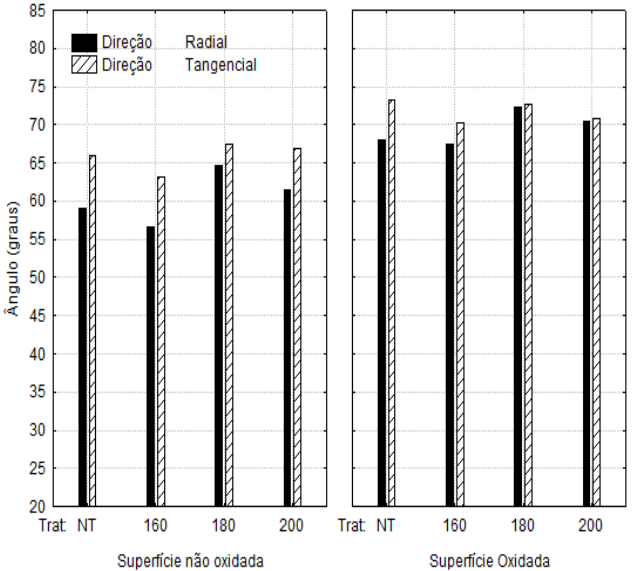 85
80
75
70
65
60
55
50
45
40
35
30
25
20
Ângulo (graus)
Direção Radial
Direção Tangencial
Trat: NT 160 180 200
Superfície não oxidada
Trat: NT 160 180 200
Superfície Oxidada